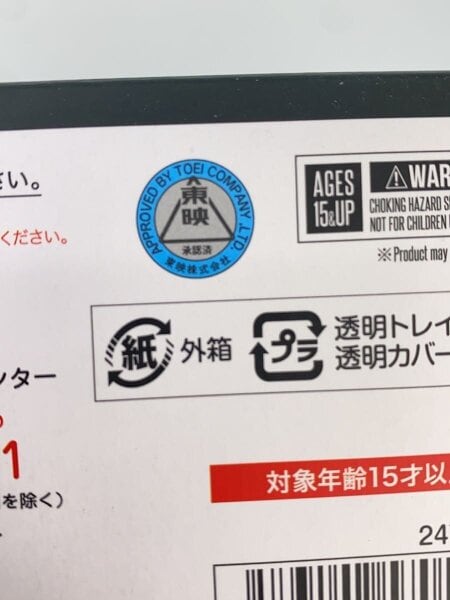 さい。
ください。
APPROVED BY TOEI COMPANY, LTD.
東映
承認済
東映株式会社
AGES
15&UP
WAR
CHOKING HAZARD S
NOT FOR CHILDREN
※Product may
紙 外箱
プラ 透明トレイ
透明カバー
ンター
1
を除く）
対象年齢15才以
24